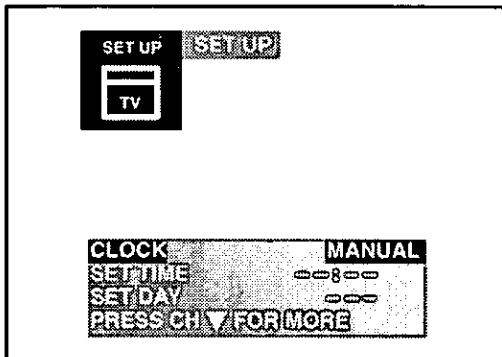 SET UP SET UP
TV
CLOCK MANUAL
SET TIME --:--
SET DAY ---
PRESS CH ▼ FOR MORE